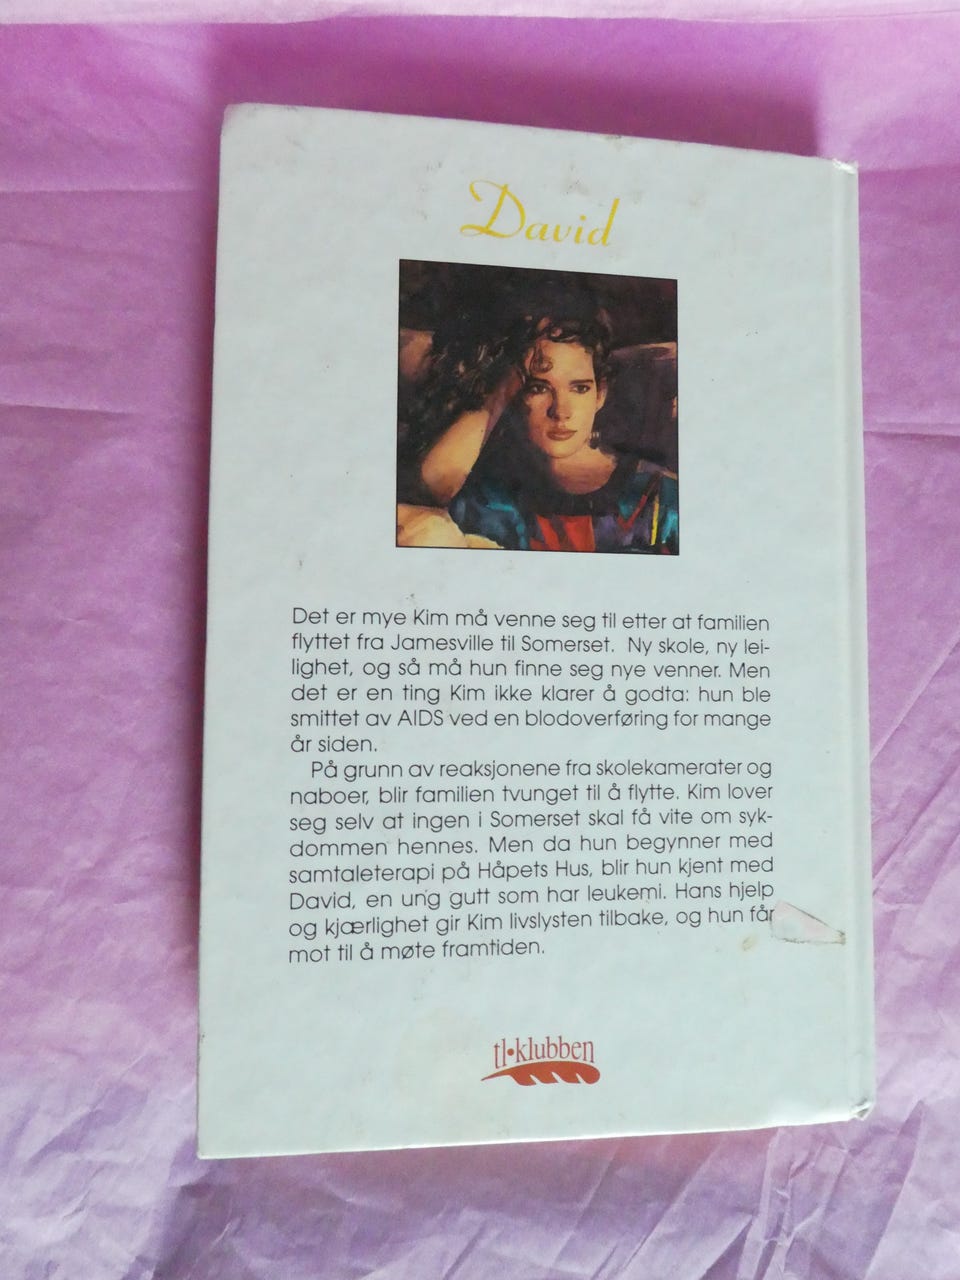 David
Det er mye Kim må venne seg til etter at familien
flyttet fra Jamesville til Somerset. Ny skole, ny lei-
lighet, og så må hun finne seg nye venner. Men
det er en ting Kim ikke klarer å godta: hun ble
smittet av AIDS ved en blodoverføring for mange
år siden.
På grunn av reaksjonene fra skolekamerater og
naboer, blir familien tvunget til å flytte. Kim lover
seg selv at ingen i Somerset skal få vite om syk-
dommen hennes. Men da hun begynner med
samtaleterapi på Håpets Hus, blir hun kjent med
David, en ung gutt som har leukemi. Hans hjelp
og kjærlighet gir Kim livslysten tilbake, og hun får
mot til å møte framtiden.
tl•klubben